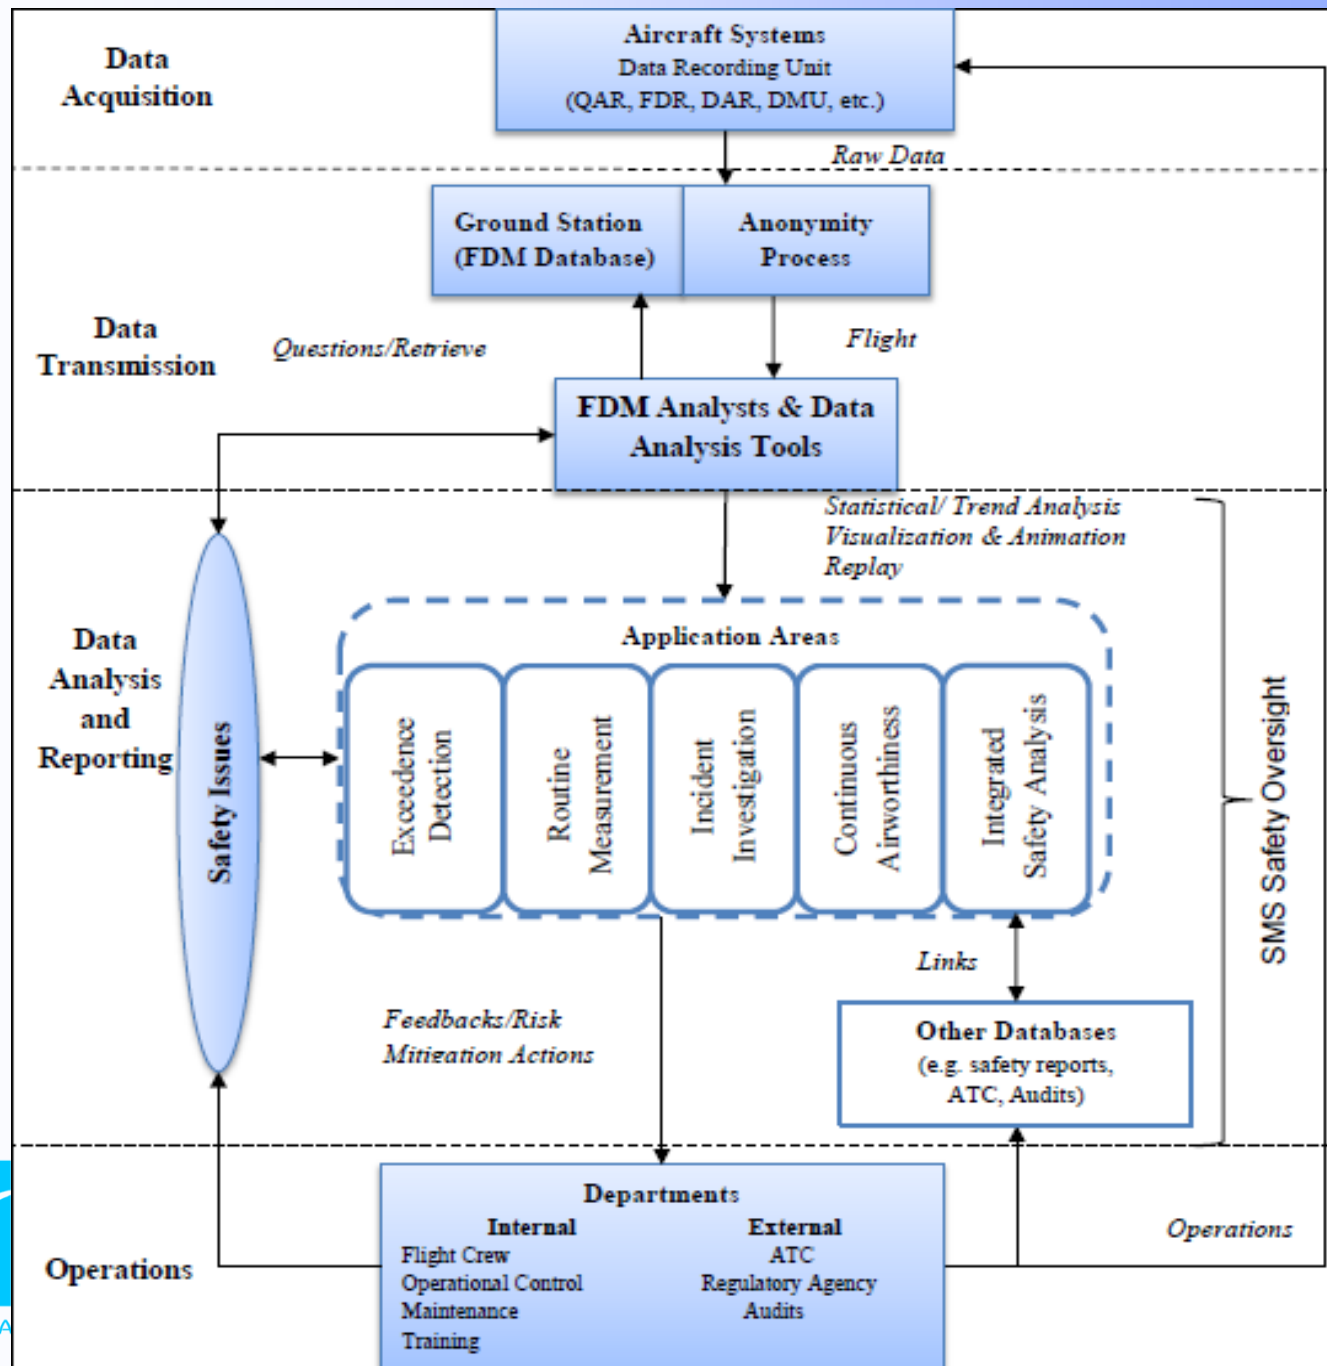 Data
Acquisition
Aircraft Systems
Data Recording Unit
(QAR, FDR, DAR, DMU, etc.)
Raw Data
Data
Transmission
Ground Station
(FDM Database)
Anonymity
Process
Questions/Retrieve
Flight
FDM Analysts & Data
Analysis Tools
Statistical/ Trend Analysis
Visualization & Animation
Replay
Data
Analysis
and
Reporting
Safety Issues
Application Areas
Exceedence
Detection
Routine
Measurement
Incident
Investigation
Continuous
Airworthiness
Integrated
Safety Analysis
SMS Safety Oversight
Links
Feedbacks/Risk
Mitigation Actions
Other Databases
(e.g. safety reports,
ATC, Audits)
Operations
Departments
Internal
Flight Crew
Operational Control
Maintenance
Training
External
ATC
Regulatory Agency
Audits
Operations